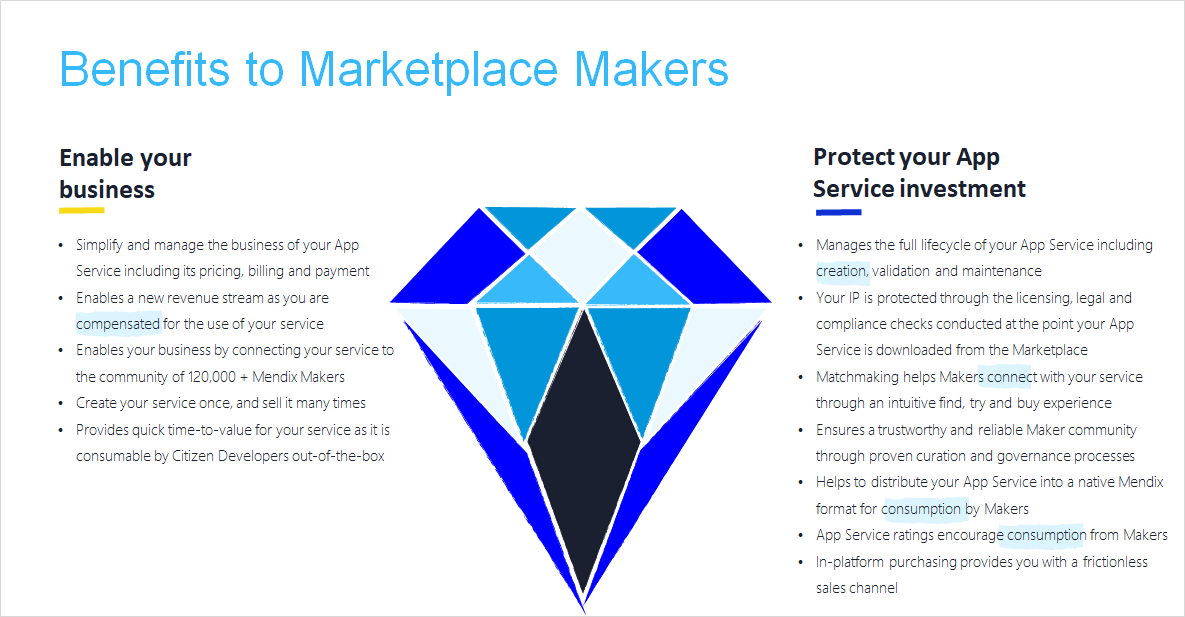 Benefits to Marketplace Makers
Enable your
business
• Simplify and manage the business of your App
Service including its pricing, billing and payment
• Enables a new revenue stream as you are
compensated for the use of your service
• Enables your business by connecting your service to
the community of 120,000 + Mendix Makers
• Create your service once, and sell it many times
• Provides quick time-to-value for your service as it is
consumable by Citizen Developers out-of-the-box
Protect your App
Service investment
• Manages the full lifecycle of your App Service including
creation, validation and maintenance
• Your IP is protected through the licensing, legal and
compliance checks conducted at the point your App
Service is downloaded from the Marketplace
• Matchmaking helps Makers connect with your service
through an intuitive find, try and buy experience
• Ensures a trustworthy and reliable Maker community
through proven curation and governance processes
• Helps to distribute your App Service into a native Mendix
format for consumption by Makers
• App Service ratings encourage consumption from Makers
• In-platform purchasing provides you with a frictionless
sales channel